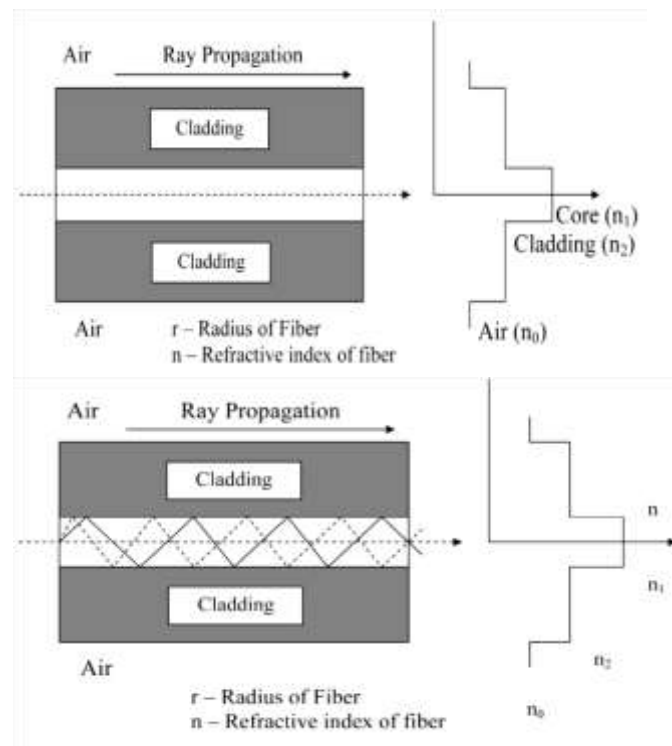 Air
Ray Propagation
Cladding
Core (n₁)
Cladding (n₂)
Cladding
Air
r – Radius of Fiber
Air (n₀)
n – Refractive index of fiber
Air
Ray Propagation
Cladding
n
n₁
Cladding
Air
n₂
r – Radius of Fiber
n₀
n – Refractive index of fiber